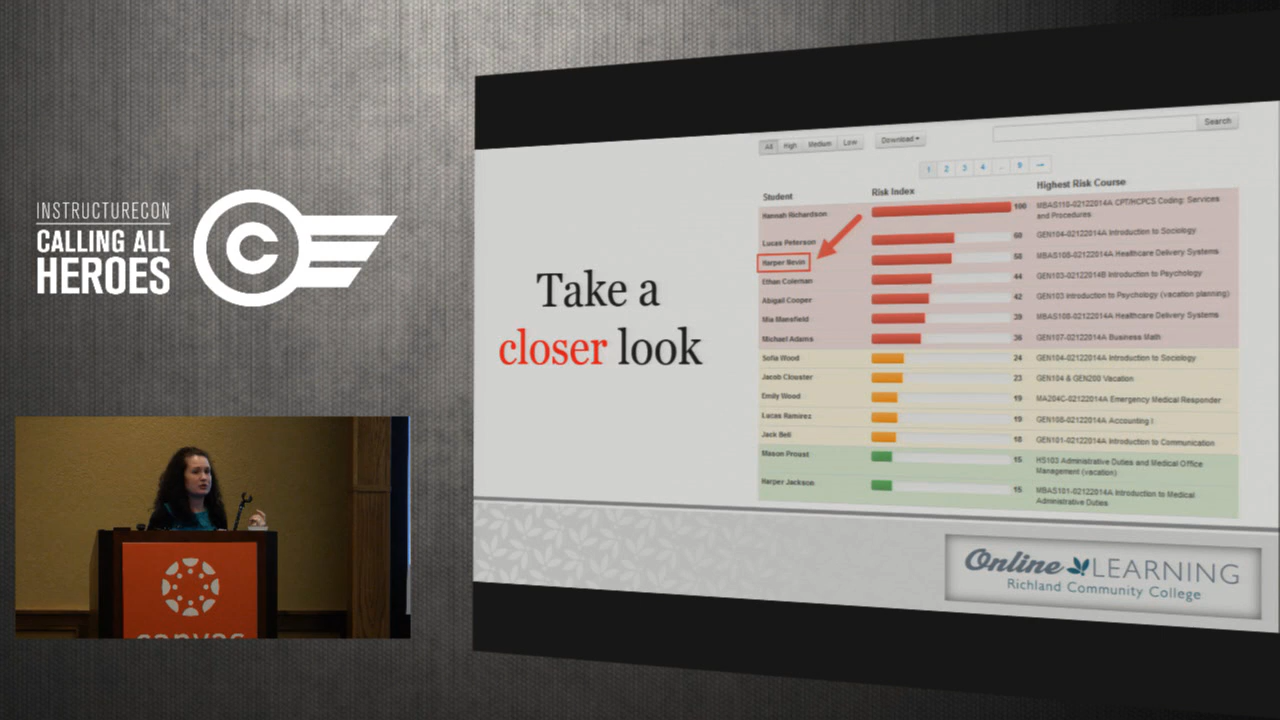 INSTRUCTURECON
CALLING ALL
HEROES
C
Take a
closer look
All High Medium Low Download Search
1 2 3 4 .. 9 →
Student Risk Index Highest Risk Course
Hannah Richardson 100 MBAS110-02122014A CPT/HCPCS Coding: Services
and Procedures
Lucas Peterson 60 GEN104-02122014A Introduction to Sociology
Harper Nevin 58 MBAS108-02122014A Healthcare Delivery Systems
Ethan Coleman 44 GEN103-02122014B Introduction to Psychology
Abigail Cooper 42 GEN103 Introduction to Psychology (vacation planning)
Mia Mansfield 39 MBAS108-02122014A Healthcare Delivery Systems
Michael Adams 36 GEN107-02122014A Business Math
Sofia Wood 24 GEN104-02122014A Introduction to Sociology
Jacob Clouster 23 GEN104 & GEN200 Vacation
Emily Wood 19 MA204C-02122014A Emergency Medical Responder
Lucas Ramirez 19 GEN108-02122014A Accounting I
Jack Bell 18 GEN101-02122014A Introduction to Communication
Mason Proust 15 HS103 Administrative Duties and Medical Office
Management (vacation)
Harper Jackson 15 MBAS101-02122014A Introduction to Medical
Administrative Duties
Online LEARNING
Richland Community College
canvas